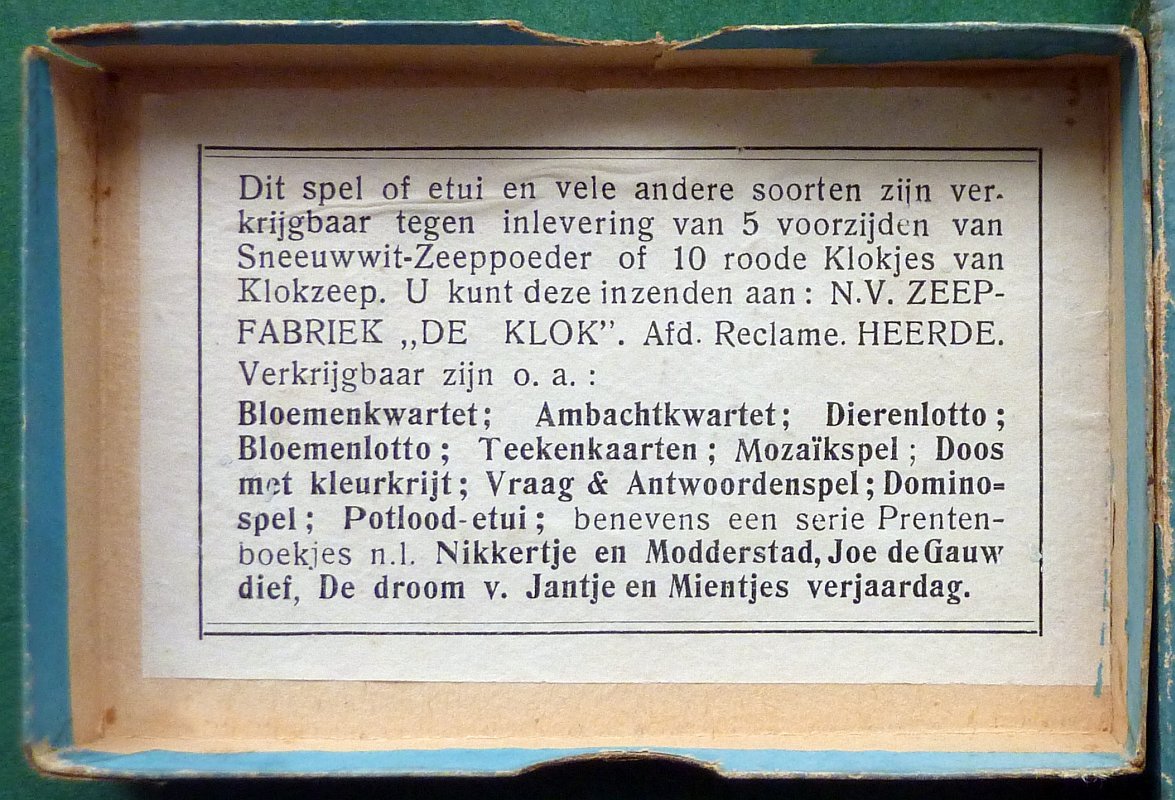 Dit spel of etui en vele andere soorten zijn ver-
krijgbaar tegen inlevering van 5 voorzijden van
Sneeuwwit-Zeeppoeder of 10 roode Klokjes van
Klokzeep. U kunt deze inzenden aan : N.V. ZEEP-
FABRIEK „DE KLOK”. Afd. Reclame. HEERDE.
Verkrijgbaar zijn o. a. :
Bloemenkwartet; Ambachtkwartet; Dierenlotto ;
Bloemenlotto ; Teekenkaarten ; Mozaïkspel ; Doos
met kleurkrijt ; Vraag & Antwoordenspel ; Domino=
spel ; Potlood-etui ; benevens een serie Prenten-
boekjes n.l. Nikkertje en Modderstad, Joe de Gauw
dief, De droom v. Jantje en Mientjes verjaardag.